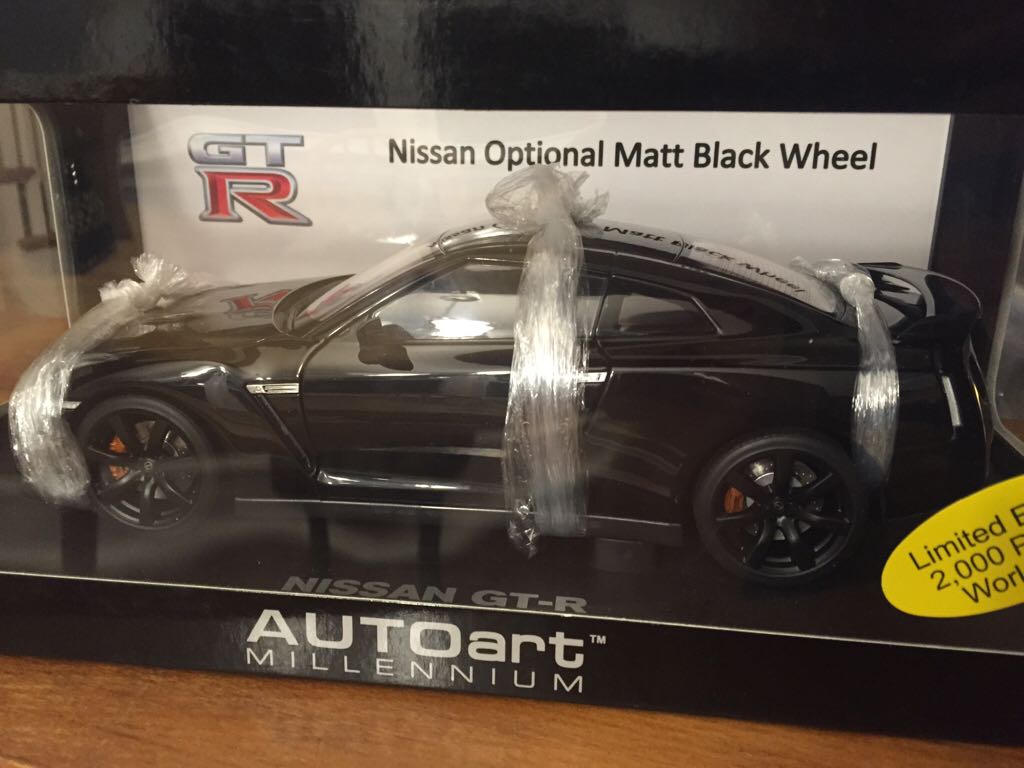 GT
R
Nissan Optional Matt Black Wheel
Limited E
2,000 P
Worl
NISSAN GT-R
AUTOart™
MILLENNIUM